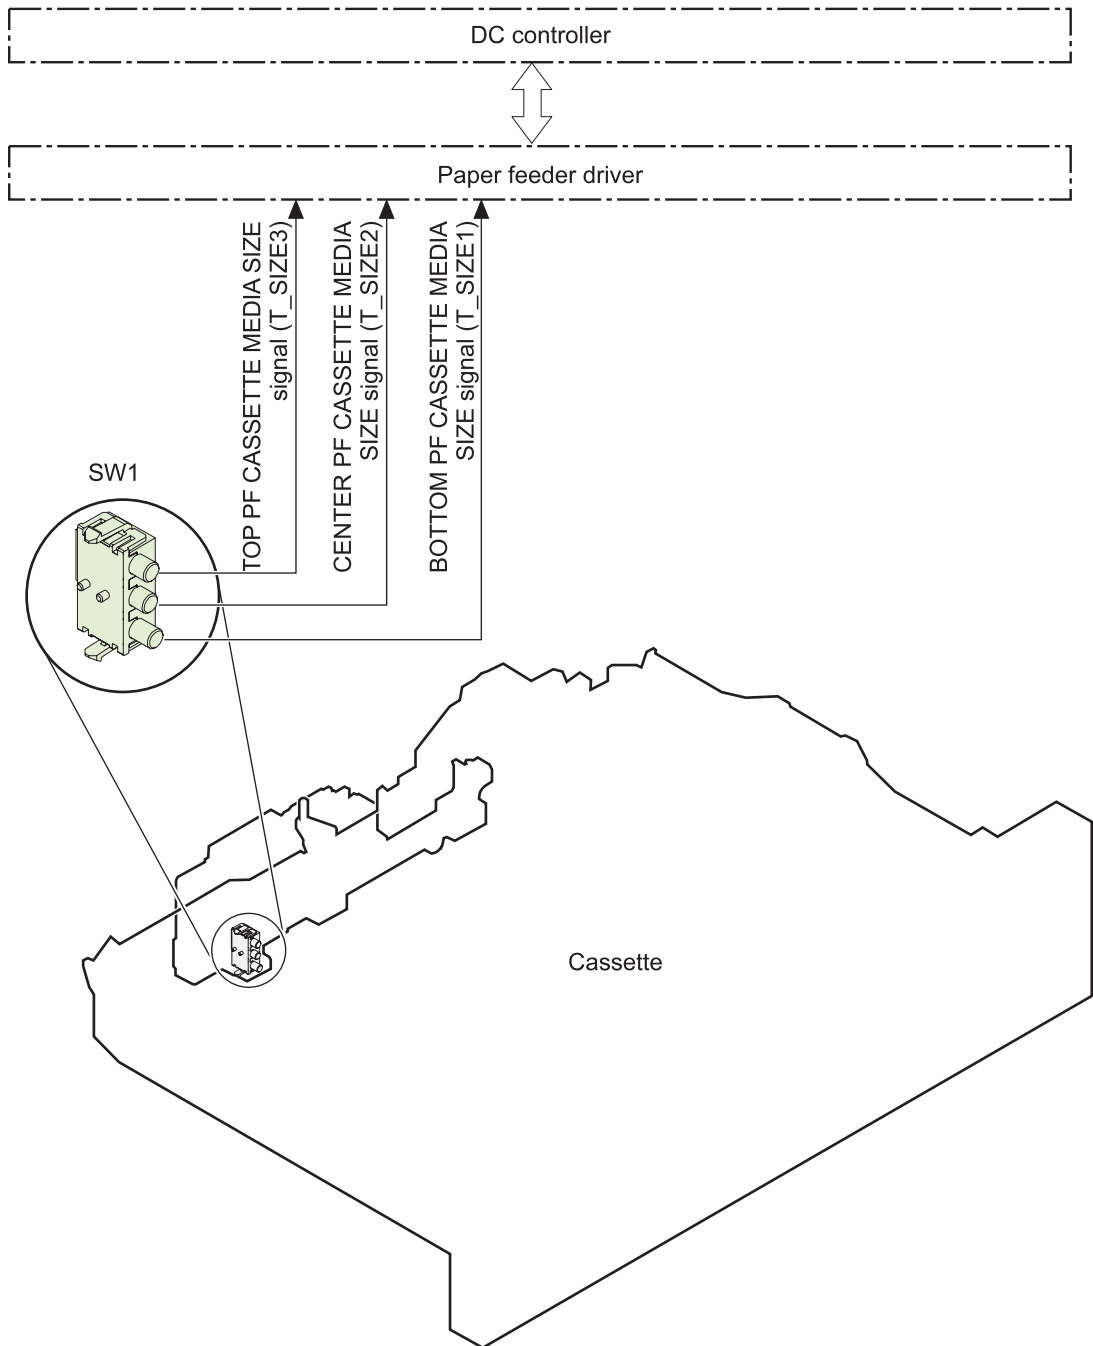 DC controller
Paper feeder driver
TOP PF CASSETTE MEDIA SIZE
signal (T_SIZE3)
CENTER PF CASSETTE MEDIA
SIZE signal (T_SIZE2)
BOTTOM PF CASSETTE MEDIA
SIZE signal (T_SIZE1)
SW1
Cassette